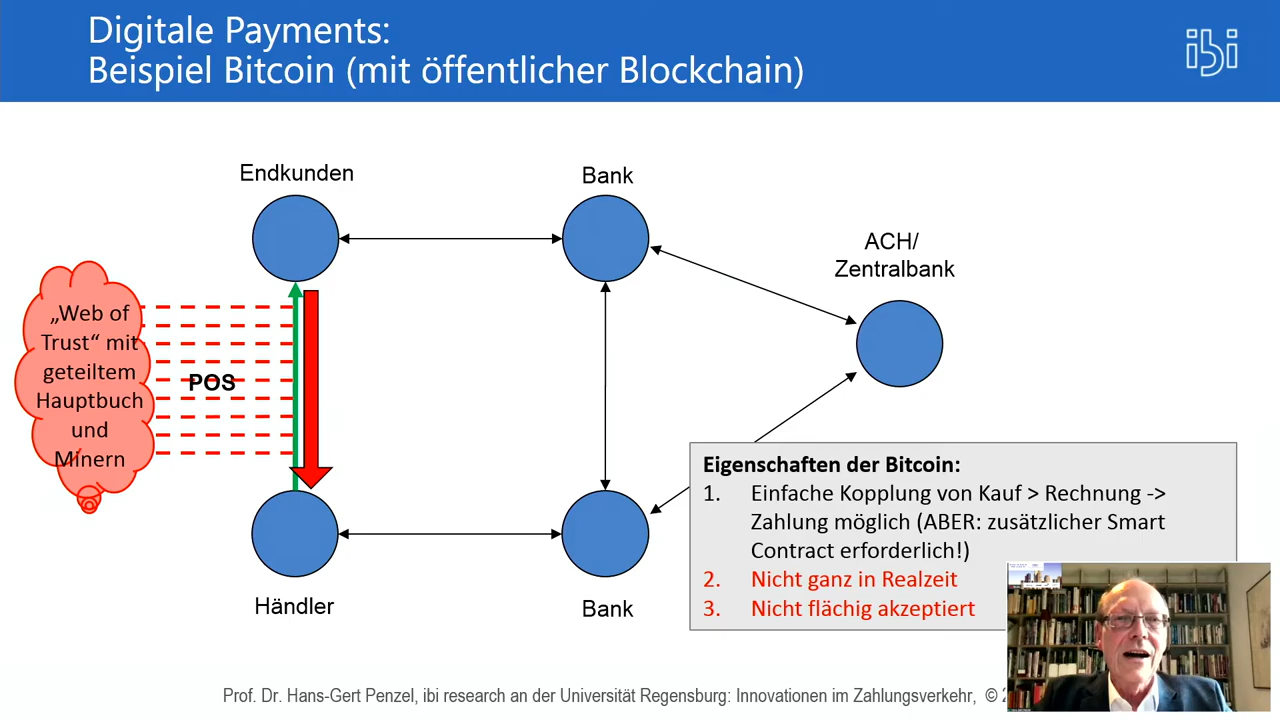 Digitale Payments:
Beispiel Bitcoin (mit öffentlicher Blockchain)
ibi
Endkunden
Bank
ACH/
Zentralbank
„Web of
Trust“ mit
geteiltem
Hauptbuch
und
Minern
POS
Händler
Bank
Eigenschaften der Bitcoin:
1. Einfache Kopplung von Kauf > Rechnung ->
Zahlung möglich (ABER: zusätzlicher Smart
Contract erforderlich!)
2. Nicht ganz in Realzeit
3. Nicht flächig akzeptiert
Prof. Dr. Hans-Gert Penzel, ibi research an der Universität Regensburg: Innovationen im Zahlungsverkehr, ©